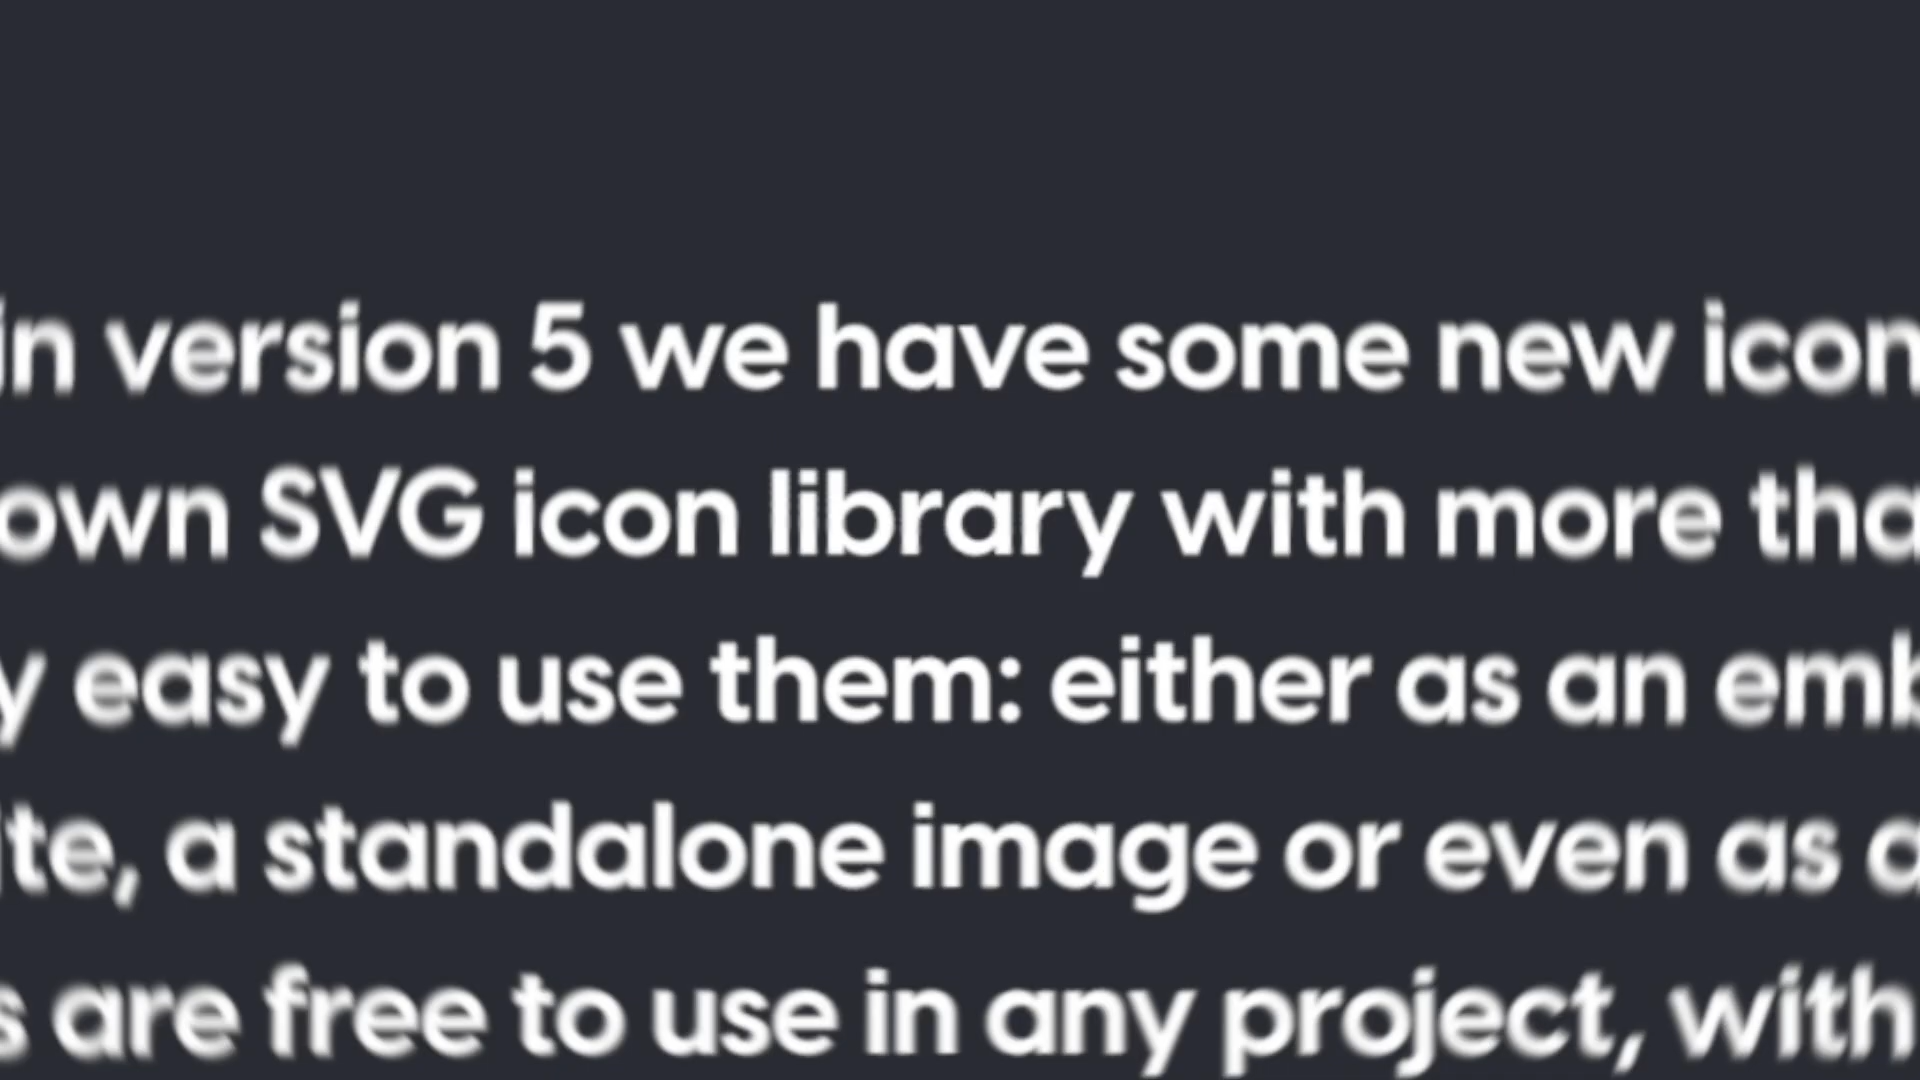 in version 5 we have some new icon
own SVG icon library with more tha
y easy to use them: either as an emb
ite, a standalone image or even as a
s are free to use in any project, with